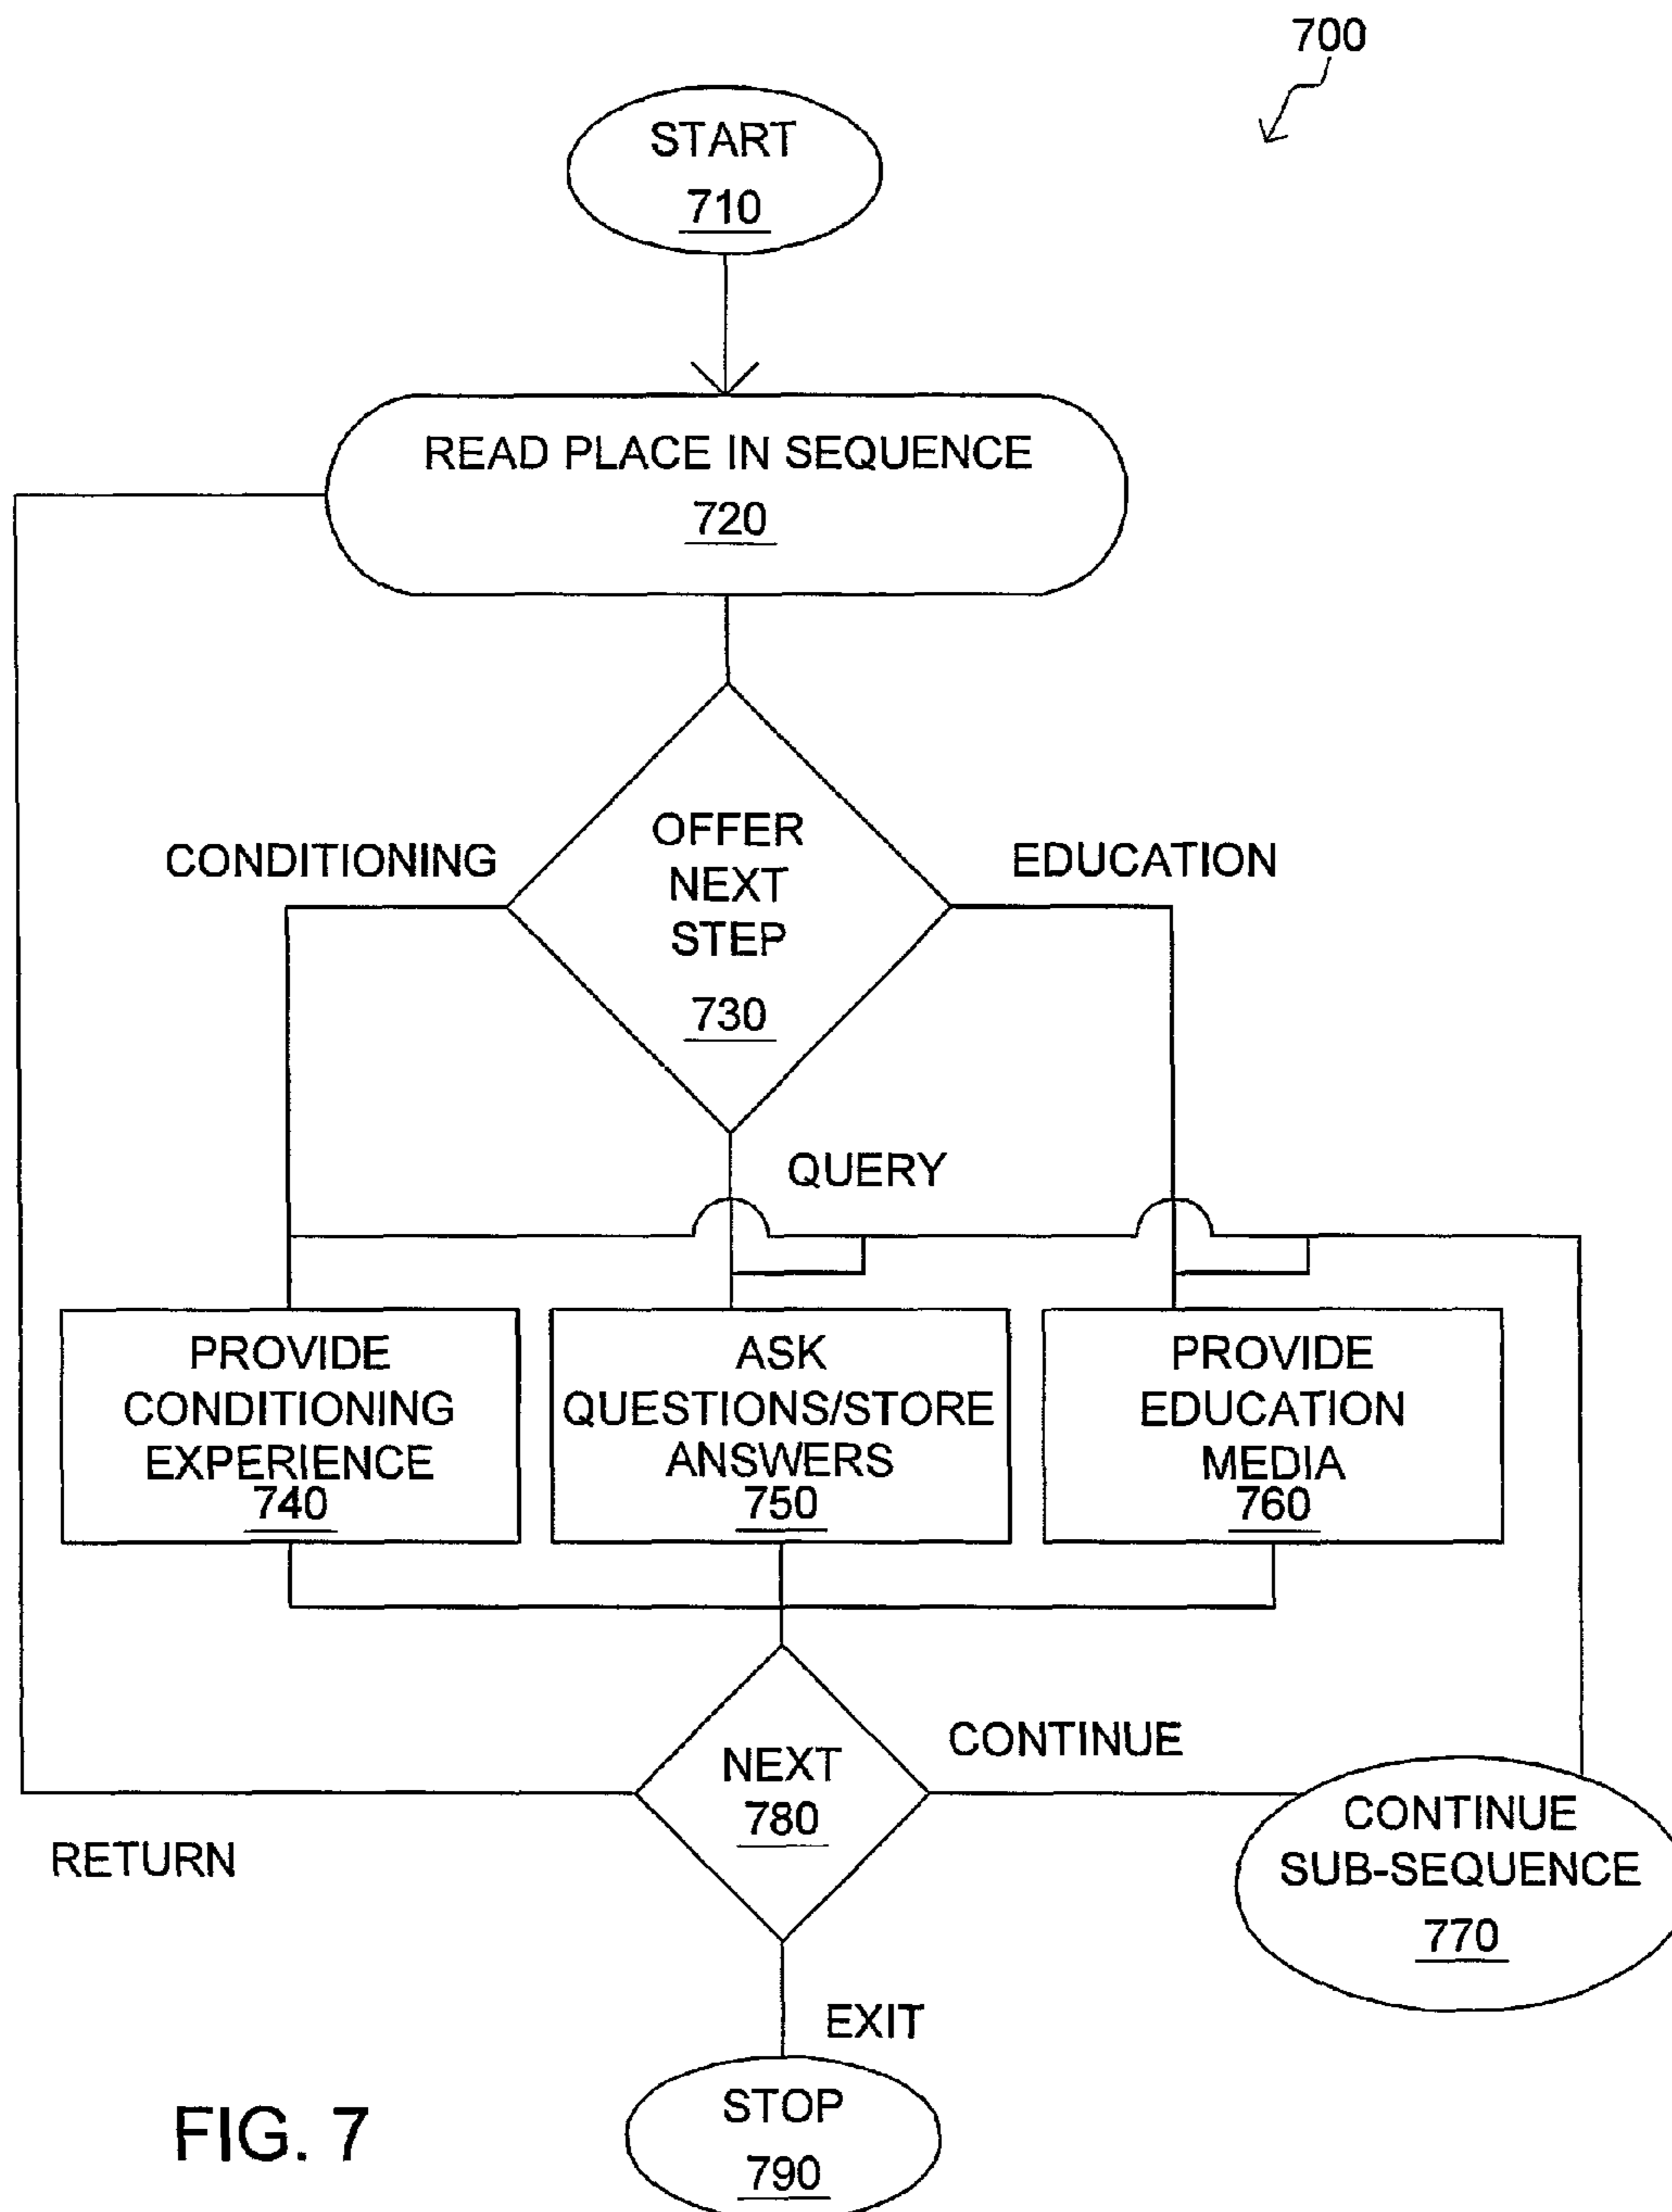 700
START
710
READ PLACE IN SEQUENCE
720
OFFER
NEXT
STEP
730
CONDITIONING
EDUCATION
QUERY
PROVIDE
CONDITIONING
EXPERIENCE
740
ASK
QUESTIONS/STORE
ANSWERS
750
PROVIDE
EDUCATION
MEDIA
760
NEXT
780
CONTINUE
CONTINUE
SUB-SEQUENCE
770
RETURN
EXIT
STOP
790
FIG. 7